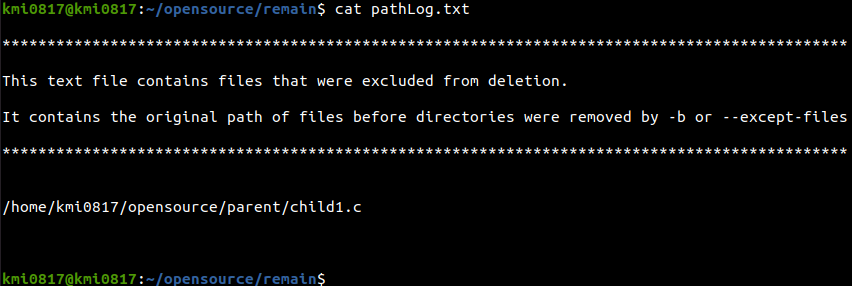 kmi0817@kmi0817:~/opensource/remain$ cat pathLog.txt
**********************************************************************************************
This text file contains files that were excluded from deletion.
It contains the original path of files before directories were removed by -b or --except-files
**********************************************************************************************
/home/kmi0817/opensource/parent/child1.c
kmi0817@kmi0817:~/opensource/remain$